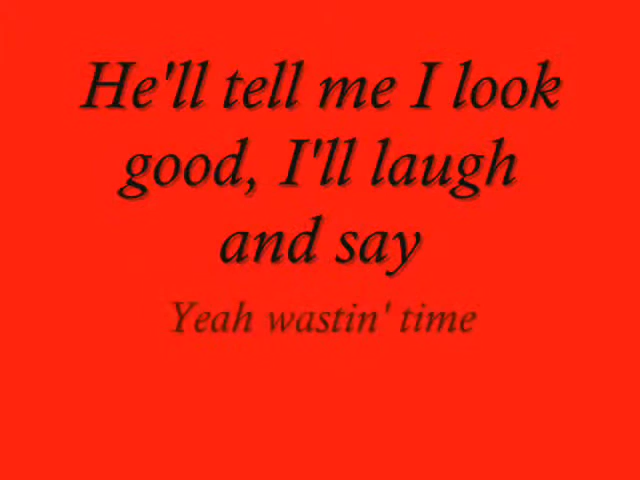 He'll tell me I look
good, I'll laugh
and say
Yeah wastin' time